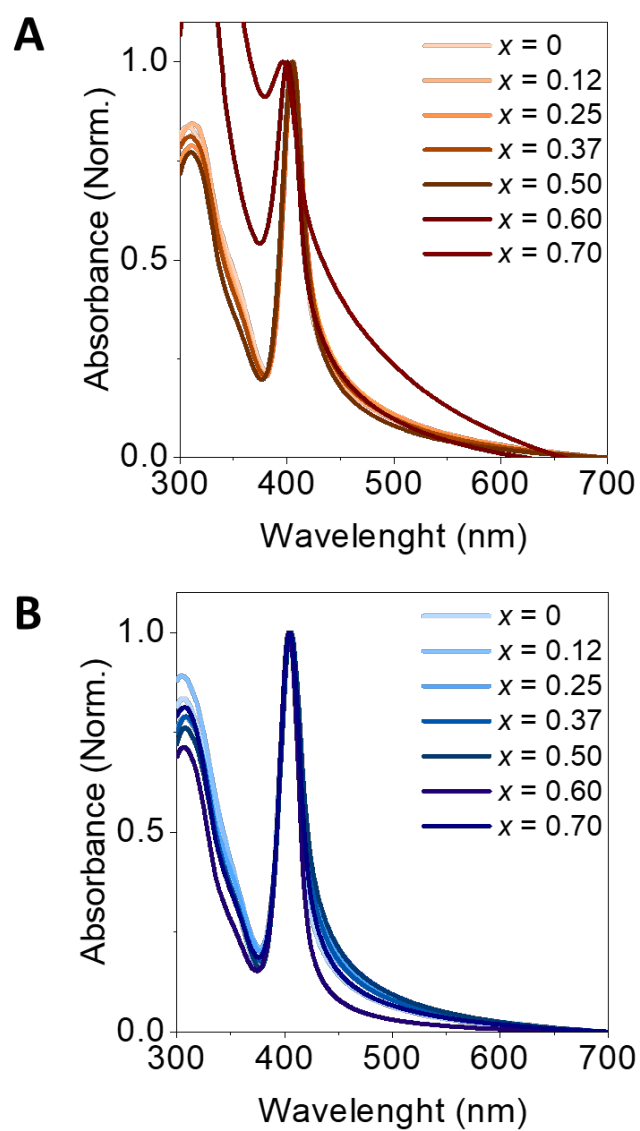 A
Absorbance (Norm.)
1.0
0.5
0.0
x = 0
x = 0.12
x = 0.25
x = 0.37
x = 0.50
x = 0.60
x = 0.70
300 400 500 600 700
Wavelenght (nm)
B
Absorbance (Norm.)
1.0
0.5
0.0
x = 0
x = 0.12
x = 0.25
x = 0.37
x = 0.50
x = 0.60
x = 0.70
300 400 500 600 700
Wavelenght (nm)